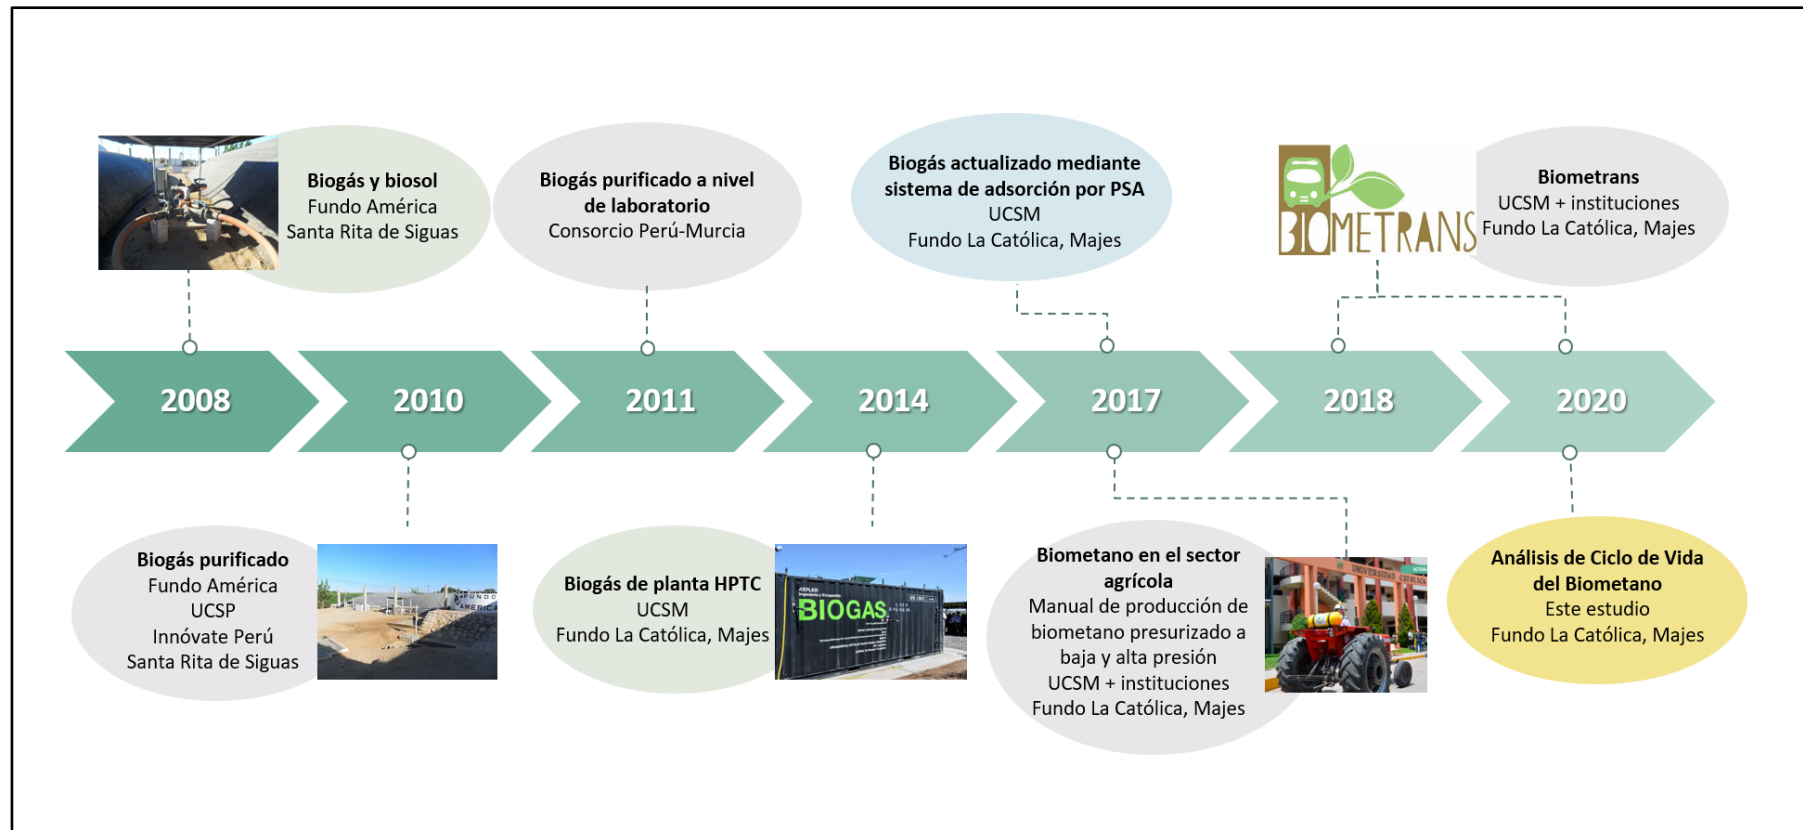 Biogás y biosol
Fundo América
Santa Rita de Siguas
Biogás purificado a nivel
de laboratorio
Consorcio Perú-Murcia
Biogás actualizado mediante
sistema de adsorción por PSA
UCSM
Fundo La Católica, Majes
BIOMETRANS
Biometrans
UCSM + instituciones
Fundo La Católica, Majes
2008
2010
2011
2014
2017
2018
2020
Biogás purificado
Fundo América
UCSP
Innóvate Perú
Santa Rita de Siguas
FUNDO
AMERICA
Biogás de planta HPTC
UCSM
Fundo La Católica, Majes
KEPLER
BIOGAS
Biometano en el sector
agrícola
Manual de producción de
biometano presurizado a
baja y alta presión
UCSM + instituciones
Fundo La Católica, Majes
UNIVERSIDAD CATOLICA
Análisis de Ciclo de Vida
del Biometano
Este estudio
Fundo La Católica, Majes